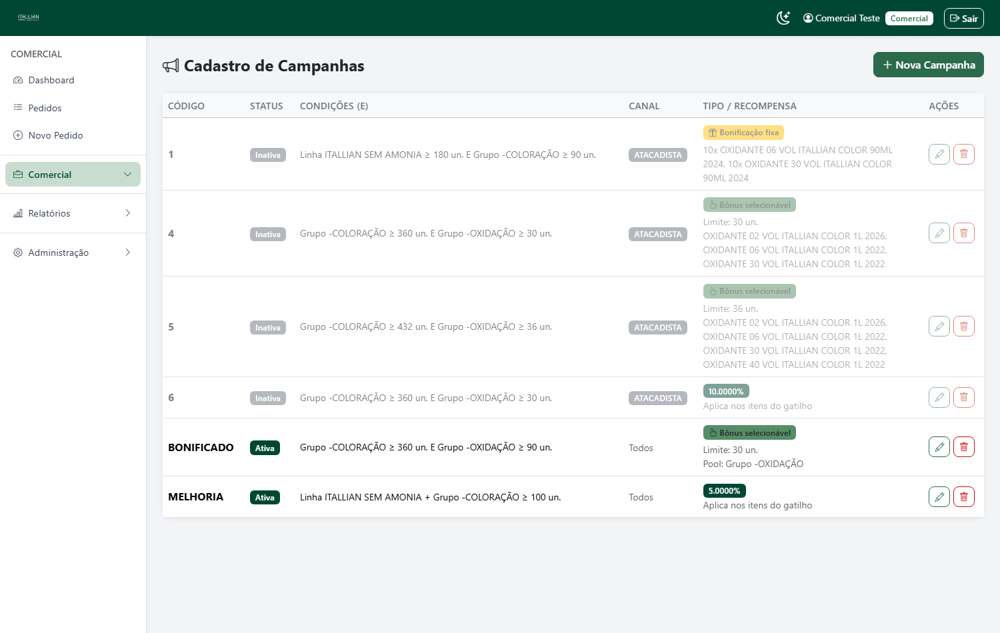 ITALLIAN
Comercial Teste
Comercial
Sair
COMERCIAL
Dashboard
Pedidos
Novo Pedido
Comercial
Relatórios
Administração
Cadastro de Campanhas
Nova Campanha
CÓDIGO STATUS CONDIÇÕES (E) CANAL TIPO / RECOMPENSA AÇÕES
1 Inativa Linha ITALLIAN SEM AMONIA ≥ 180 un. E Grupo -COLORAÇÃO ≥ 90 un. ATACADISTA
Bonificação fixa
10x OXIDANTE 06 VOL ITALLIAN COLOR 90ML
2024, 10x OXIDANTE 30 VOL ITALLIAN COLOR
90ML 2024
4 Inativa Grupo -COLORAÇÃO ≥ 360 un. E Grupo -OXIDAÇÃO ≥ 30 un. ATACADISTA
Bônus selecionável
Limite: 30 un.
OXIDANTE 02 VOL ITALLIAN COLOR 1L 2026,
OXIDANTE 06 VOL ITALLIAN COLOR 1L 2022,
OXIDANTE 30 VOL ITALLIAN COLOR 1L 2022
5 Inativa Grupo -COLORAÇÃO ≥ 432 un. E Grupo -OXIDAÇÃO ≥ 36 un. ATACADISTA
Bônus selecionável
Limite: 36 un.
OXIDANTE 02 VOL ITALLIAN COLOR 1L 2026,
OXIDANTE 06 VOL ITALLIAN COLOR 1L 2022,
OXIDANTE 30 VOL ITALLIAN COLOR 1L 2022,
OXIDANTE 40 VOL ITALLIAN COLOR 1L 2022
6 Inativa Grupo -COLORAÇÃO ≥ 360 un. E Grupo -OXIDAÇÃO ≥ 30 un. ATACADISTA
10.0000%
Aplica nos itens do gatilho
BONIFICADO Ativa Grupo -COLORAÇÃO ≥ 360 un. E Grupo -OXIDAÇÃO ≥ 90 un. Todos
Bônus selecionável
Limite: 30 un.
Pool: Grupo -OXIDAÇÃO
MELHORIA Ativa Linha ITALLIAN SEM AMONIA + Grupo -COLORAÇÃO ≥ 100 un. Todos
5.0000%
Aplica nos itens do gatilho